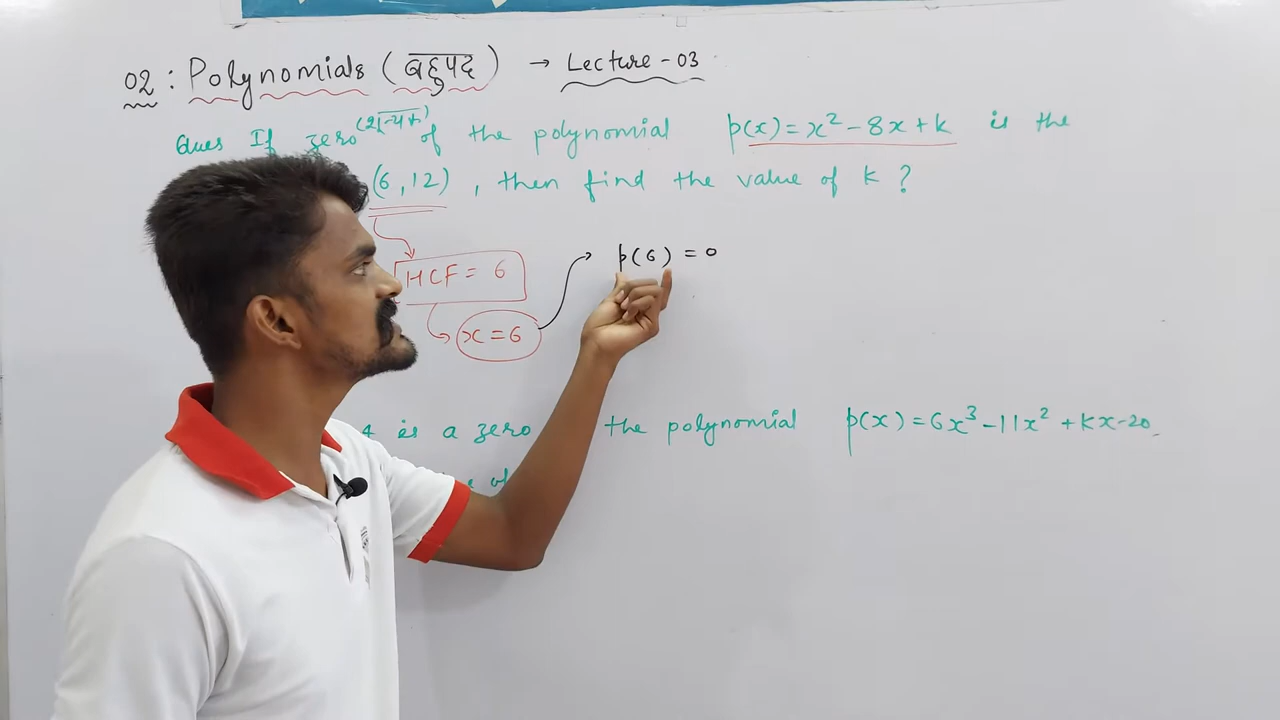 02 : Polynomials (बहुपद) → Lecture - 03
Ques If zero of the polynomial p(x) = x² - 8x + k is the
(6, 12) , then find the value of k ?
HCF = 6
p(6) = 0
x = 6
4 is a zero the polynomial p(x) = 6x³ - 11x² + kx - 20
of